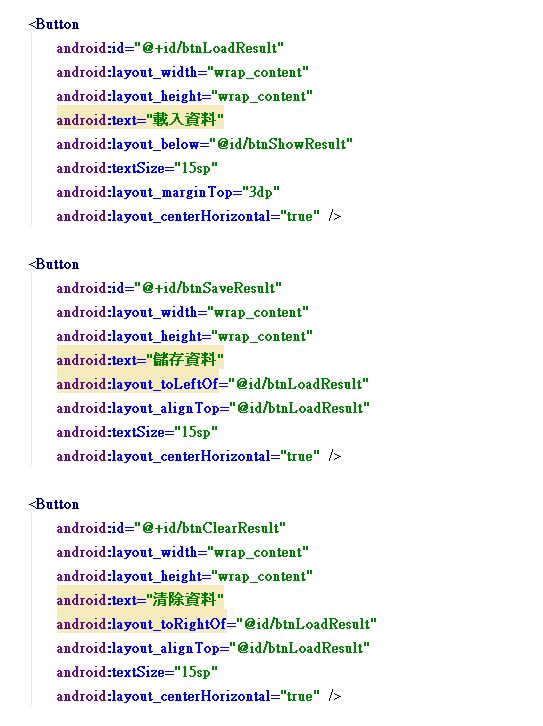 <Button
android:id="@+id/btnLoadResult"
android:layout_width="wrap_content"
android:layout_height="wrap_content"
android:text="載入資料"
android:layout_below="@id/btnShowResult"
android:textSize="15sp"
android:layout_marginTop="3dp"
android:layout_centerHorizontal="true" />
<Button
android:id="@+id/btnSaveResult"
android:layout_width="wrap_content"
android:layout_height="wrap_content"
android:text="儲存資料"
android:layout_toLeftOf="@id/btnLoadResult"
android:layout_alignTop="@id/btnLoadResult"
android:textSize="15sp"
android:layout_centerHorizontal="true" />
<Button
android:id="@+id/btnClearResult"
android:layout_width="wrap_content"
android:layout_height="wrap_content"
android:text="清除資料"
android:layout_toRightOf="@id/btnLoadResult"
android:layout_alignTop="@id/btnLoadResult"
android:textSize="15sp"
android:layout_centerHorizontal="true" />